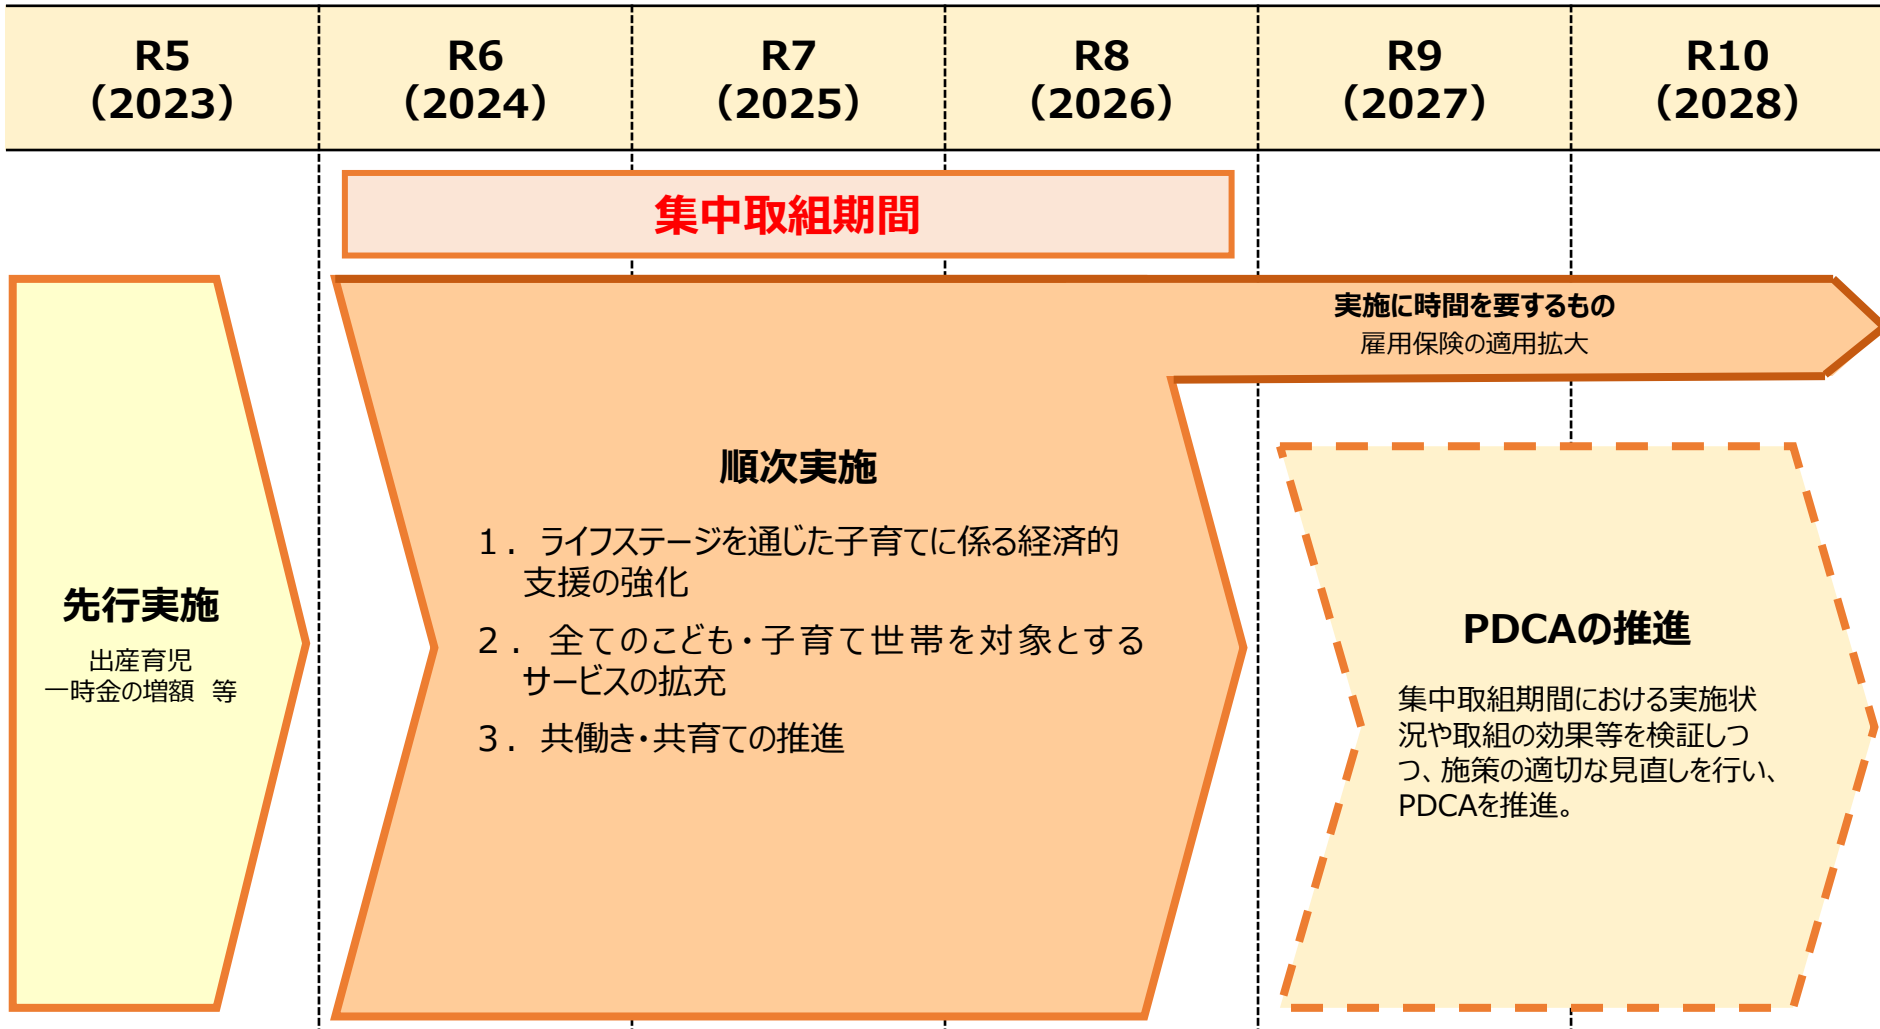 R5
（2023）
R6
（2024）
R7
（2025）
R8
（2026）
R9
（2027）
R10
（2028）
集中取組期間
実施に時間を要するもの
雇用保険の適用拡大
先行実施
出産育児
一時金の増額 等
順次実施
１．ライフステージを通じた子育てに係る経済的
支援の強化
２．全てのこども・子育て世帯を対象とする
サービスの拡充
３．共働き・共育ての推進
PDCAの推進
集中取組期間における実施状
況や取組の効果等を検証しつ
つ、施策の適切な見直しを行い、
PDCAを推進。